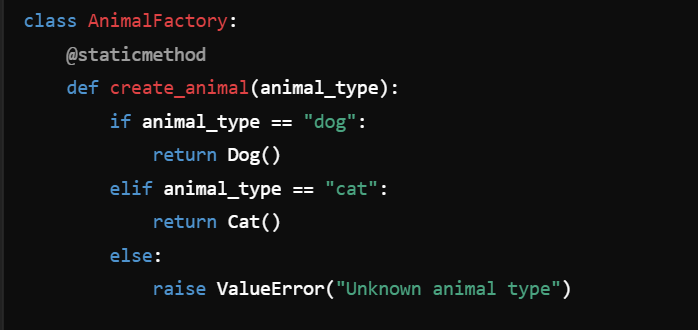 class AnimalFactory:
    @staticmethod
    def create_animal(animal_type):
        if animal_type == "dog":
            return Dog()
        elif animal_type == "cat":
            return Cat()
        else:
            raise ValueError("Unknown animal type")